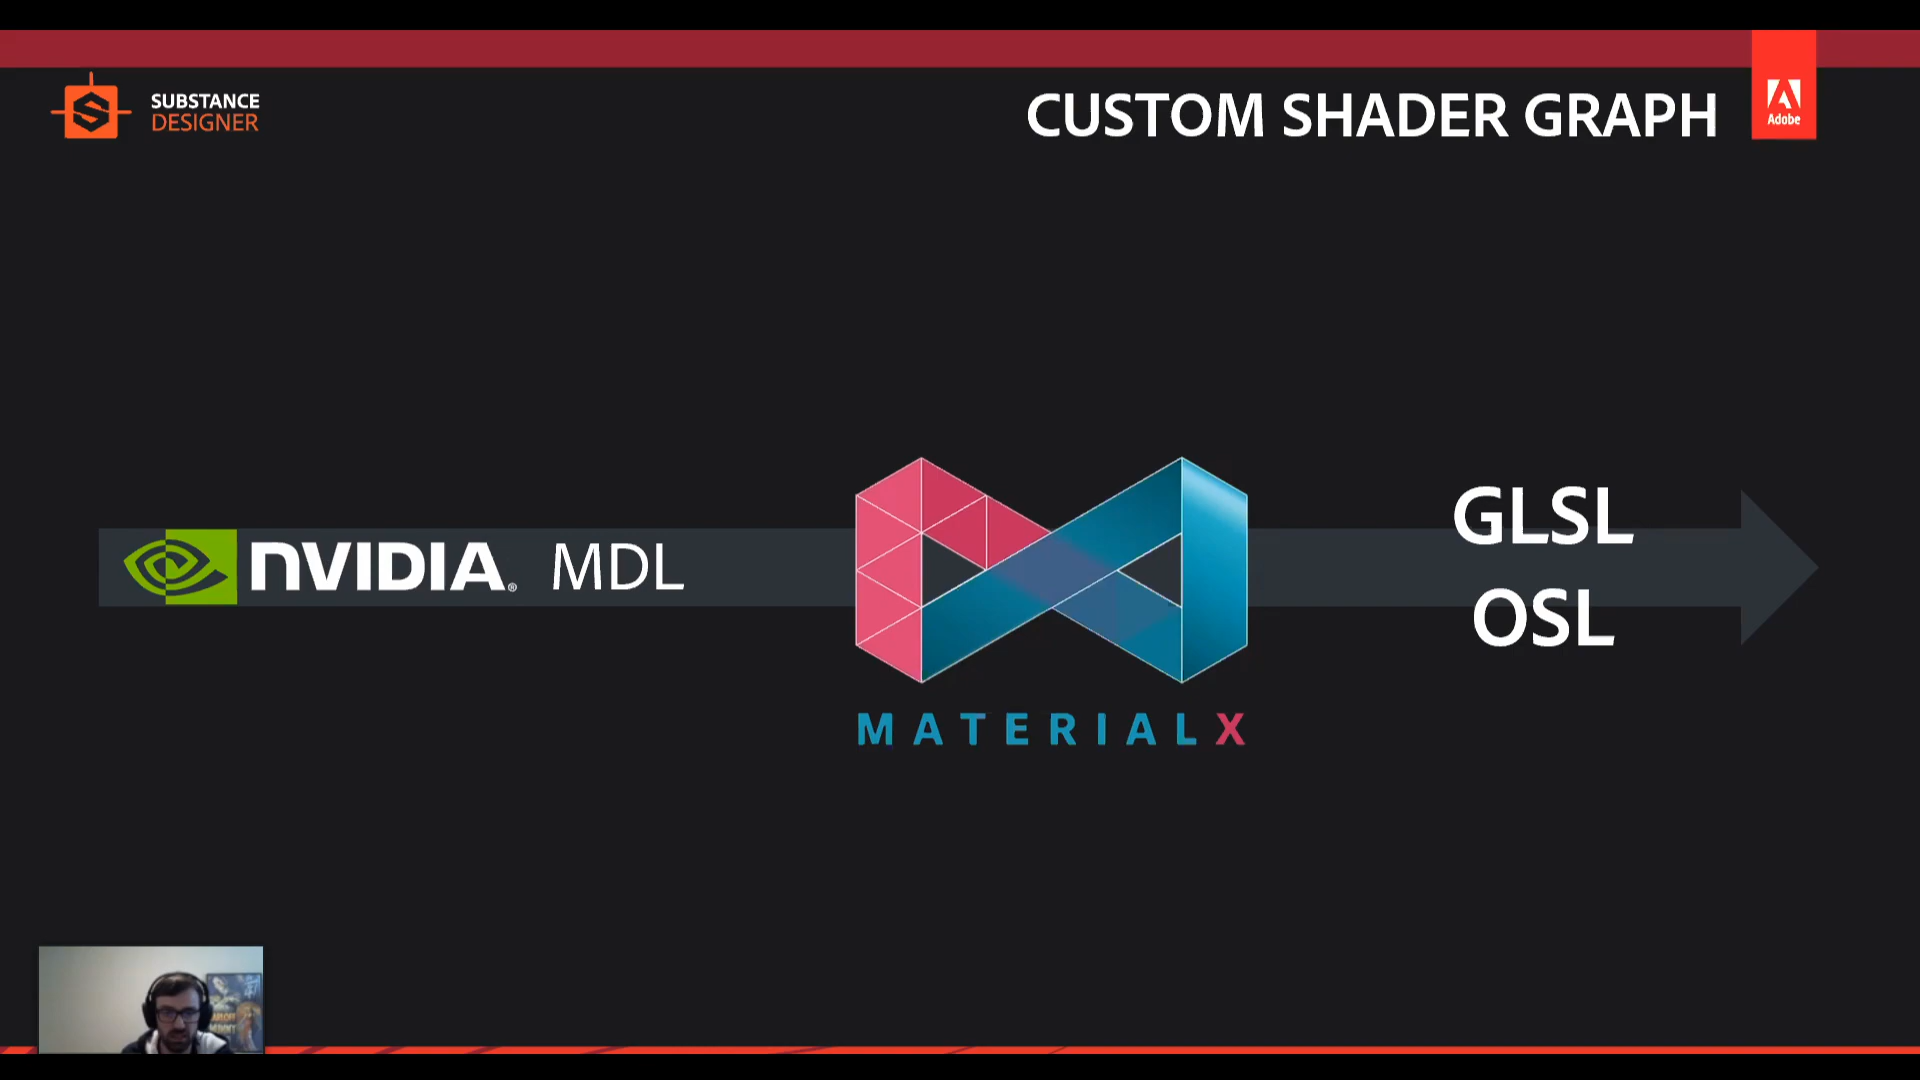 SUBSTANCE
DESIGNER
CUSTOM SHADER GRAPH
Adobe
NVIDIA® MDL
MATERIALX
GLSL
OSL